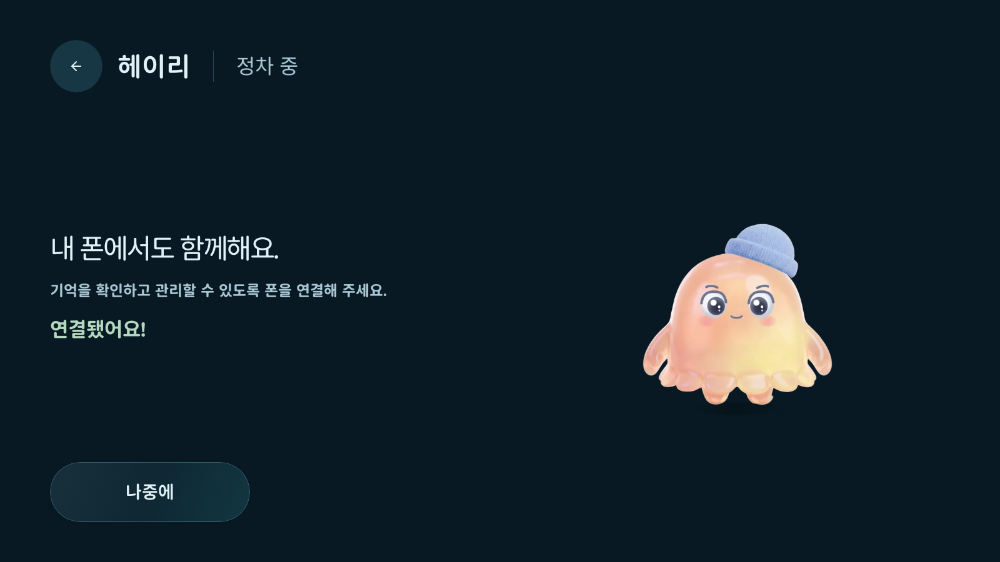 헤이리
정차 중
내 폰에서도 함께해요.
기억을 확인하고 관리할 수 있도록 폰을 연결해 주세요.
연결됐어요!
나중에